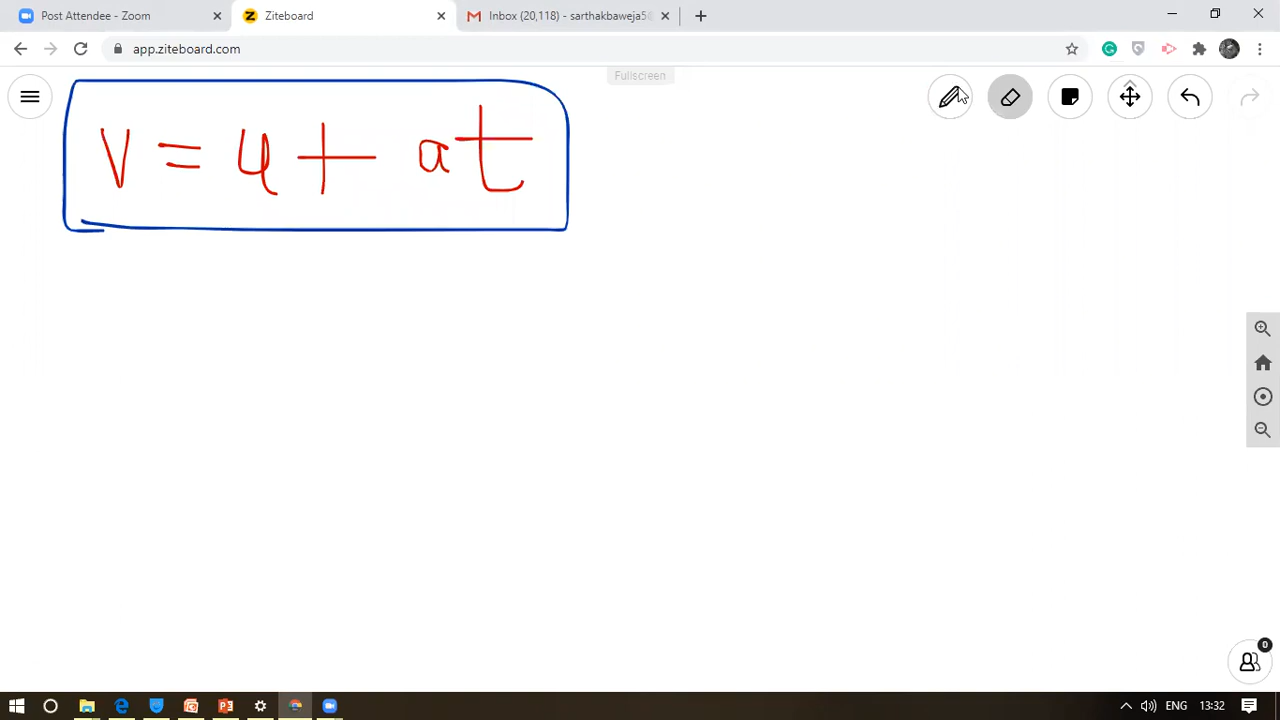 Post Attendee - Zoom
Ziteboard
Inbox (20,118) - sarthakbaweja5
app.ziteboard.com
Fullscreen
v = u + at
0
ENG
13:32